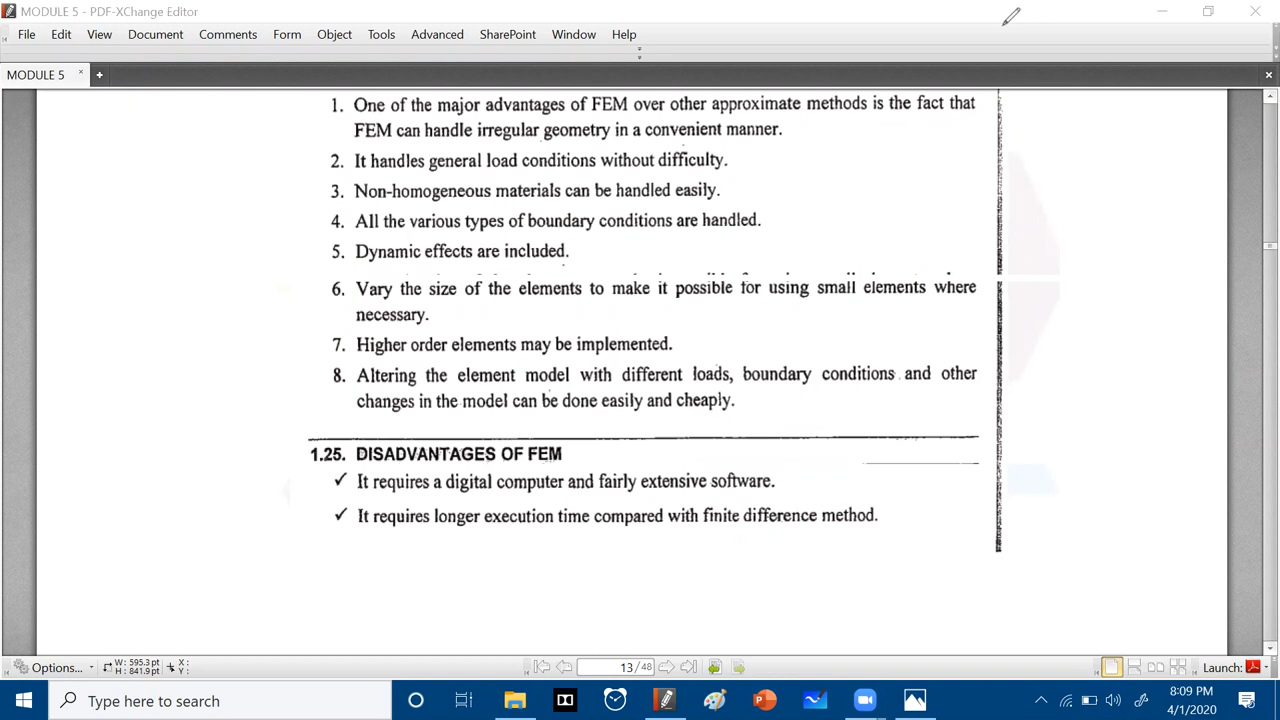 MODULE 5 - PDF-XChange Editor
File Edit View Document Comments Form Object Tools Advanced SharePoint Window Help
MODULE 5
1. One of the major advantages of FEM over other approximate methods is the fact that
FEM can handle irregular geometry in a convenient manner.
2. It handles general load conditions without difficulty.
3. Non-homogeneous materials can be handled easily.
4. All the various types of boundary conditions are handled.
5. Dynamic effects are included.
6. Vary the size of the elements to make it possible for using small elements where
necessary.
7. Higher order elements may be implemented.
8. Altering the element model with different loads, boundary conditions and other
changes in the model can be done easily and cheaply.
1.25. DISADVANTAGES OF FEM
✓ It requires a digital computer and fairly extensive software.
✓ It requires longer execution time compared with finite difference method.
Options... W: 595.3 pt X: 13 / 48 Launch:
H: 841.9 pt Y:
Type here to search 8:09 PM
4/1/2020